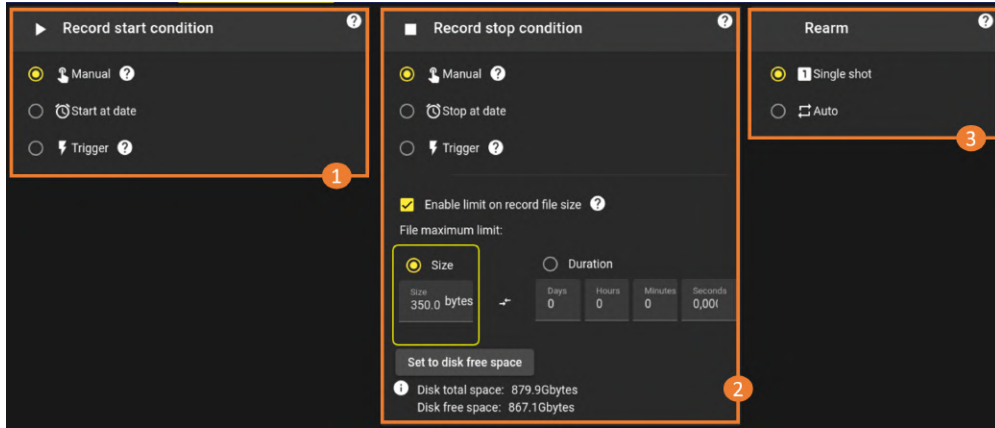 Record start condition ?
Manual ?
Start at date
Trigger ?
1
Record stop condition ?
Manual ?
Stop at date
Trigger ?
Enable limit on record file size ?
File maximum limit:
Size
Duration
Size
350.0 bytes
Days
0
Hours
0
Minutes
0
Seconds
0,00(
Set to disk free space
Disk total space: 879.9Gbytes
Disk free space: 867.1Gbytes
2
Rearm ?
1 Single shot
Auto
3